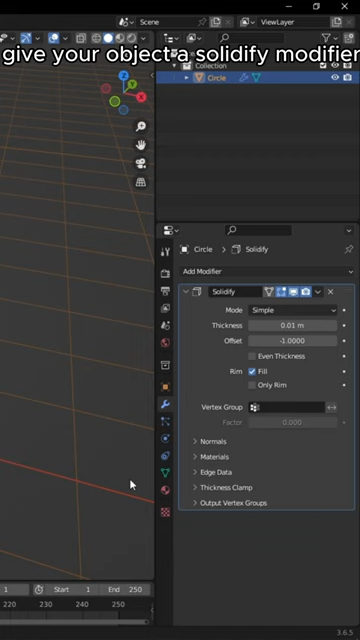 Scene
ViewLayer
give your object a solidify modifier
Collection
Circle
Z
X
Circle
Solidify
Add Modifier
Solidify
Mode
Simple
Thickness
0.01 m
Offset
-1.0000
Even Thickness
Rim
Fill
Only Rim
Vertex Group
Factor
0.000
Normals
Materials
Edge Data
Thickness Clamp
Output Vertex Groups
1
Start
1
End
250
220
230
240
250
3.6.5